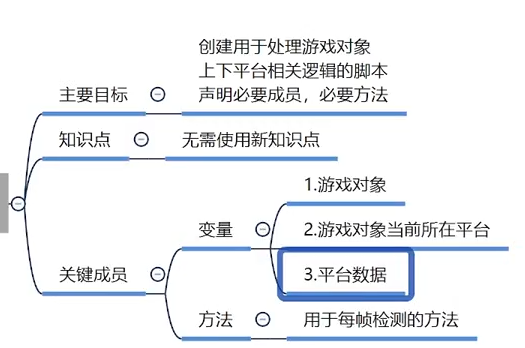 创建用于处理游戏对象
上下平台相关逻辑的脚本
主要目标
声明必要成员，必要方法
知识点
无需使用新知识点
1.游戏对象
变量
2.游戏对象当前所在平台
关键成员
3.平台数据
方法
用于每帧检测的方法